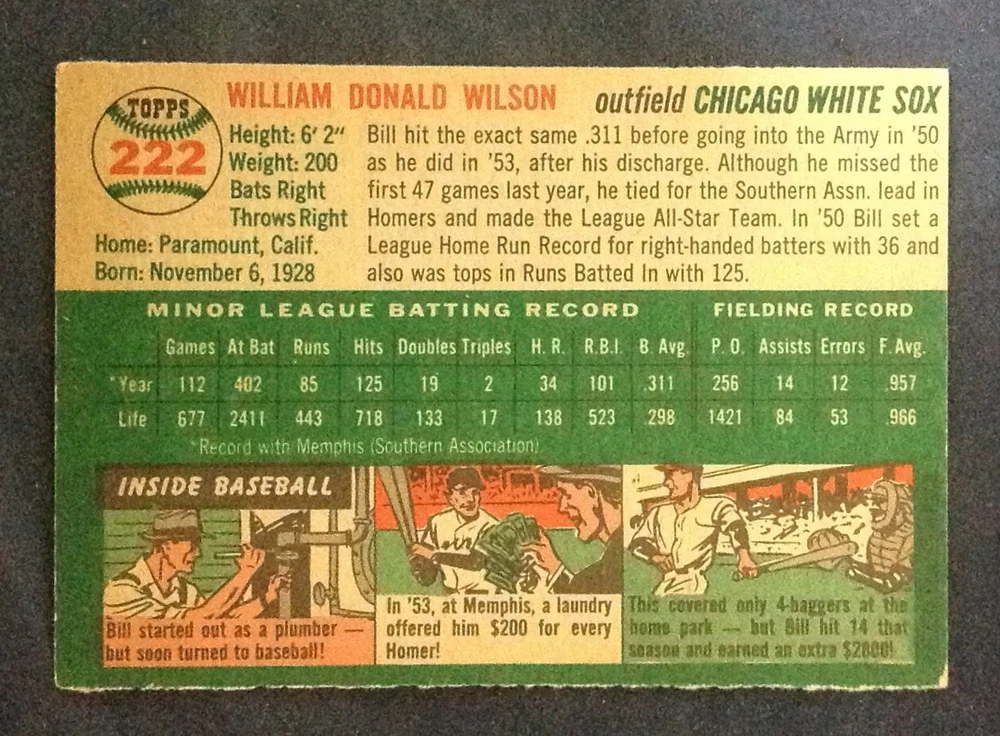 TOPPS
222
WILLIAM DONALD WILSON outfield CHICAGO WHITE SOX
Height: 6' 2"
Weight: 200
Bats Right
Throws Right
Home: Paramount, Calif.
Born: November 6, 1928
Bill hit the exact same .311 before going into the Army in '50
as he did in '53, after his discharge. Although he missed the
first 47 games last year, he tied for the Southern Assn. lead in
Homers and made the League All-Star Team. In '50 Bill set a
League Home Run Record for right-handed batters with 36 and
also was tops in Runs Batted In with 125.
MINOR LEAGUE BATTING RECORD FIELDING RECORD
Games At Bat Runs Hits Doubles Triples H. R. R.B.I. B. Avg. P. O. Assists Errors F. Avg.
*Year 112 402 85 125 19 2 34 101 .311 256 14 12 .957
Life 677 2411 443 718 133 17 138 523 .298 1421 84 53 .966
*Record with Memphis (Southern Association)
INSIDE BASEBALL
Bill started out as a plumber —
but soon turned to baseball!
In '53, at Memphis, a laundry
offered him $200 for every
Homer!
This covered only 4-baggers at the
home park — but Bill hit 14 that
season and earned an extra $2800!